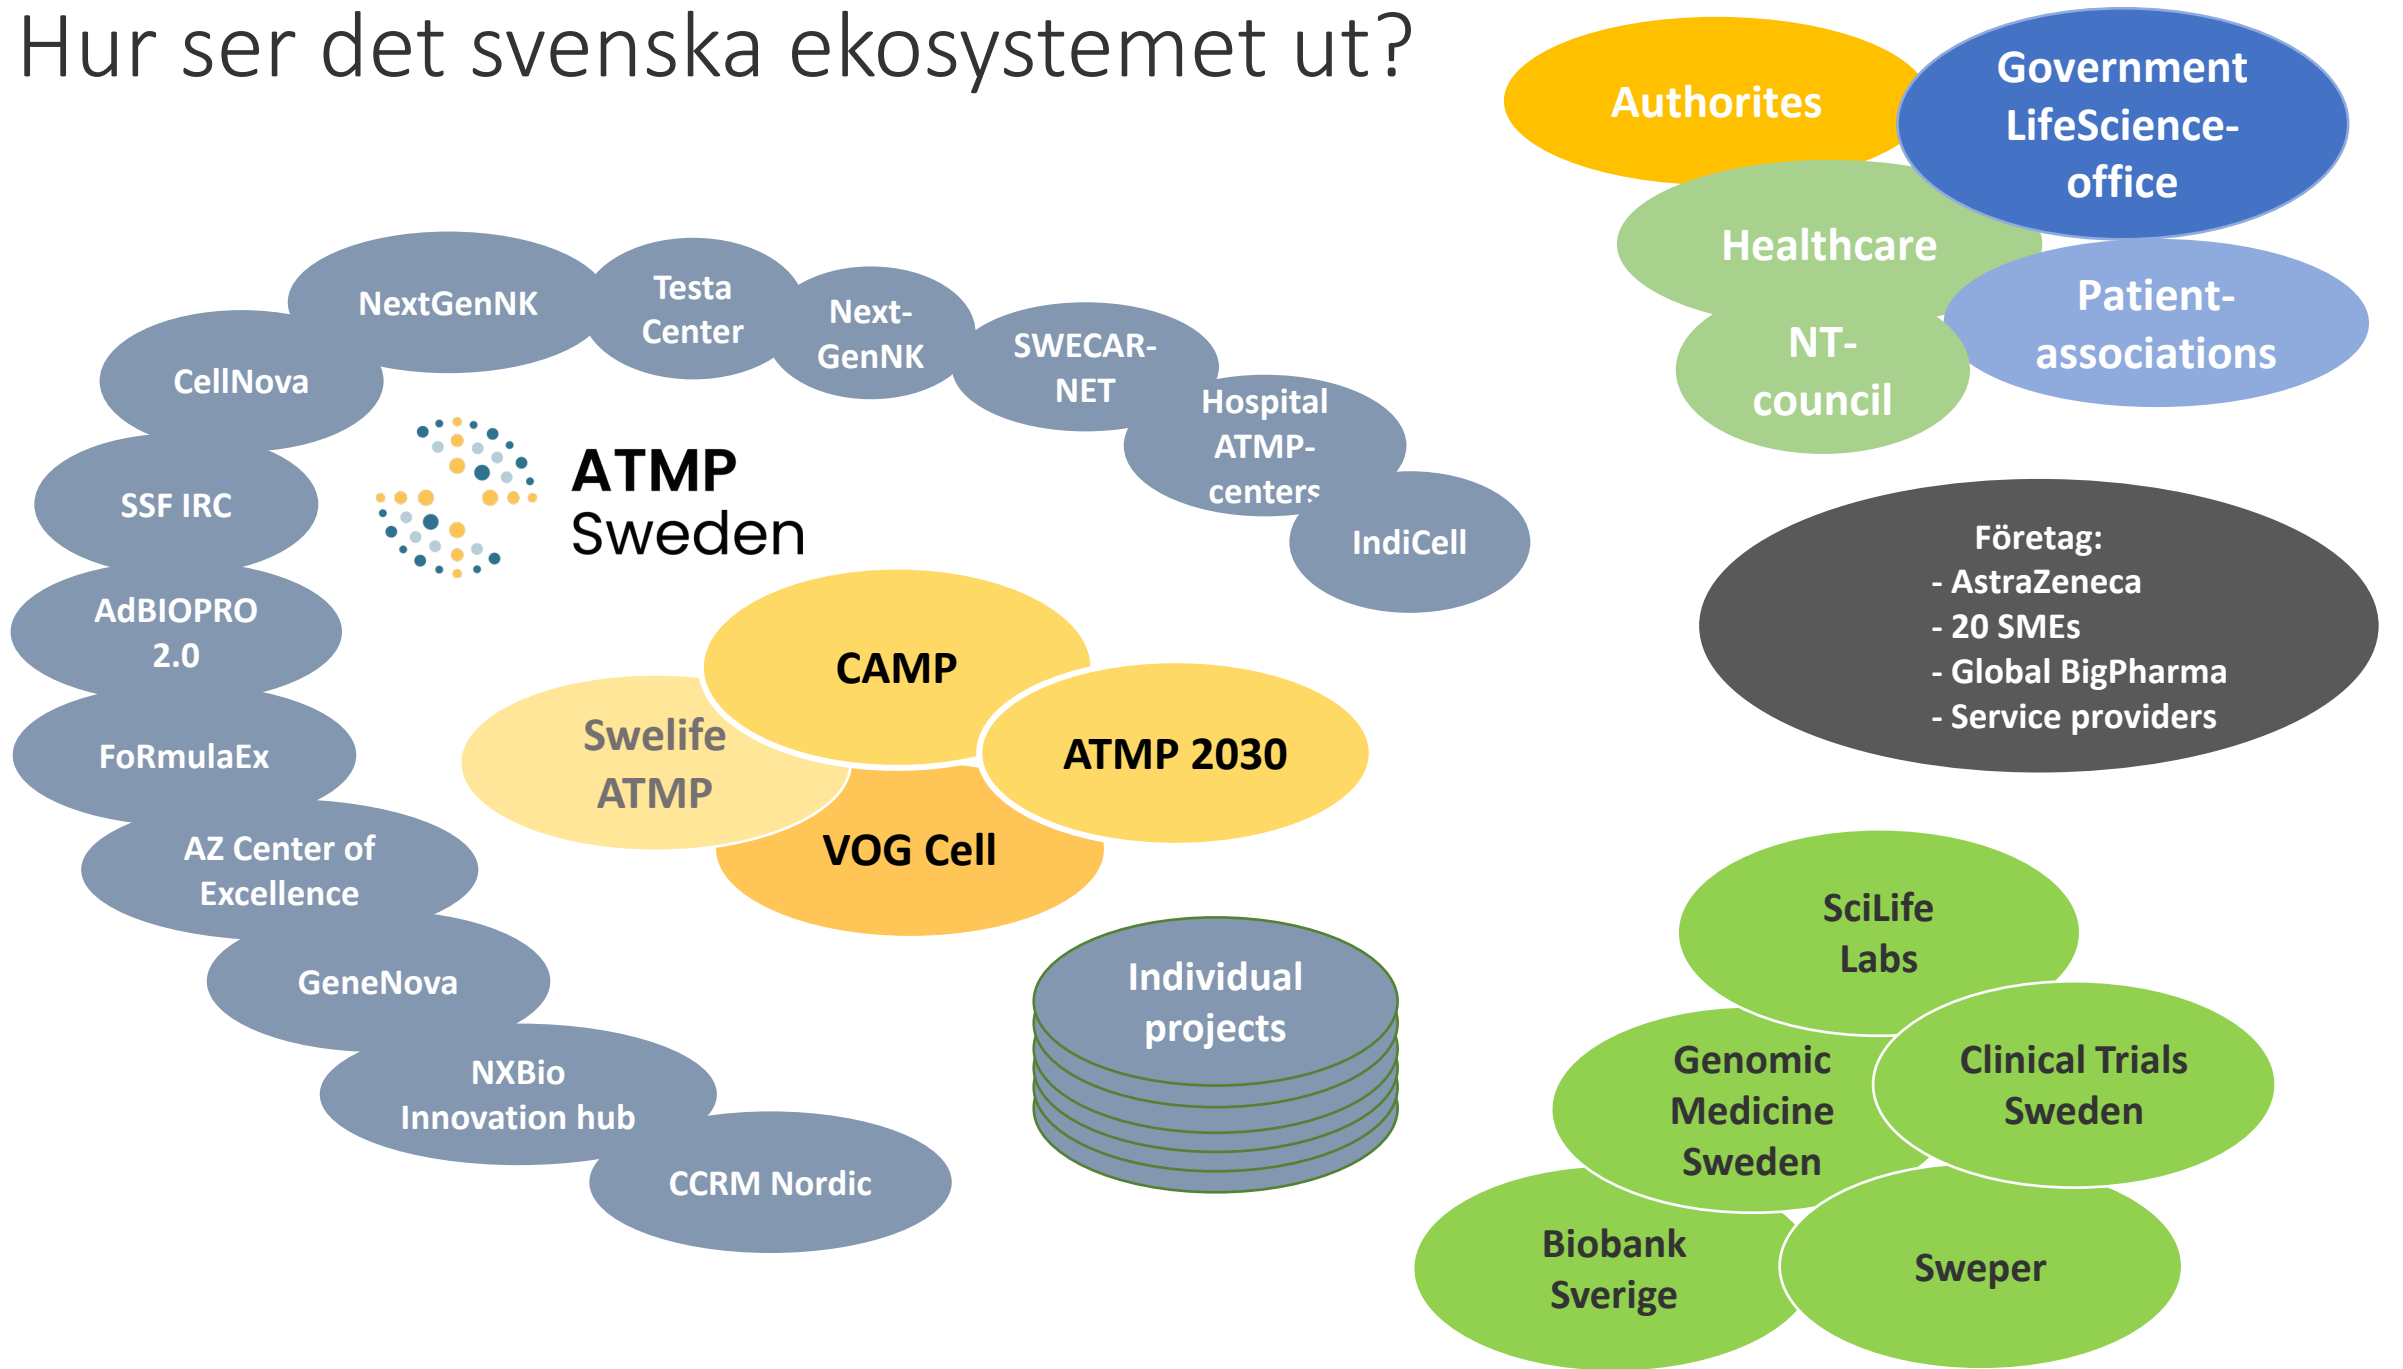 Hur ser det svenska ekosystemet ut?
Authorites
Government
LifeScience-
office
Healthcare
Patient-
associations
NT-
council
NextGenNK
Testa
Center
Next-
GenNK
SWECAR-
NET
Hospital
ATMP-
centers
IndiCell
CellNova
SSF IRC
AdBIOPRO
2.0
FoRmulaEx
AZ Center of
Excellence
GeneNova
NXBio
Innovation hub
CCRM Nordic
ATMP
Sweden
CAMP
Swelife
ATMP
ATMP 2030
VOG Cell
Individual
projects
Företag:
- AstraZeneca
- 20 SMEs
- Global BigPharma
- Service providers
SciLife
Labs
Genomic
Medicine
Sweden
Clinical Trials
Sweden
Biobank
Sverige
Sweper